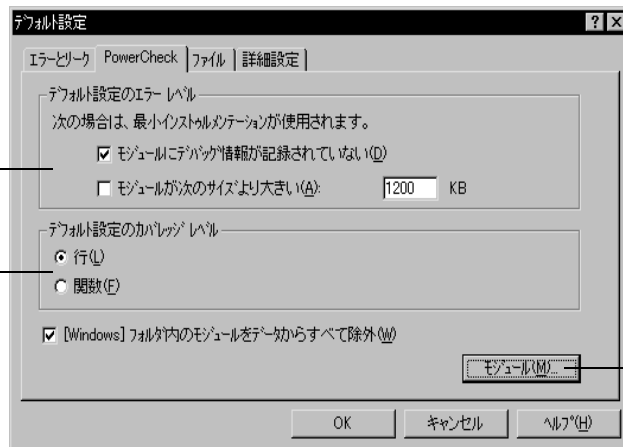 デフォルト設定
エラーとリーク PowerCheck ファイル 詳細設定
デフォルト設定のエラー レベル
次の場合は、最小インストゥルメンテーションが使用されます。
モジュールにデバッグ情報が記録されていない(D)
モジュールが次のサイズより大きい(A): 1200 KB
デフォルト設定のカバレッジ レベル
行(L)
関数(F)
[Windows] フォルダ内のモジュールをデータからすべて除外(W)
モジュール(M)...
OK キャンセル ヘルプ(H)